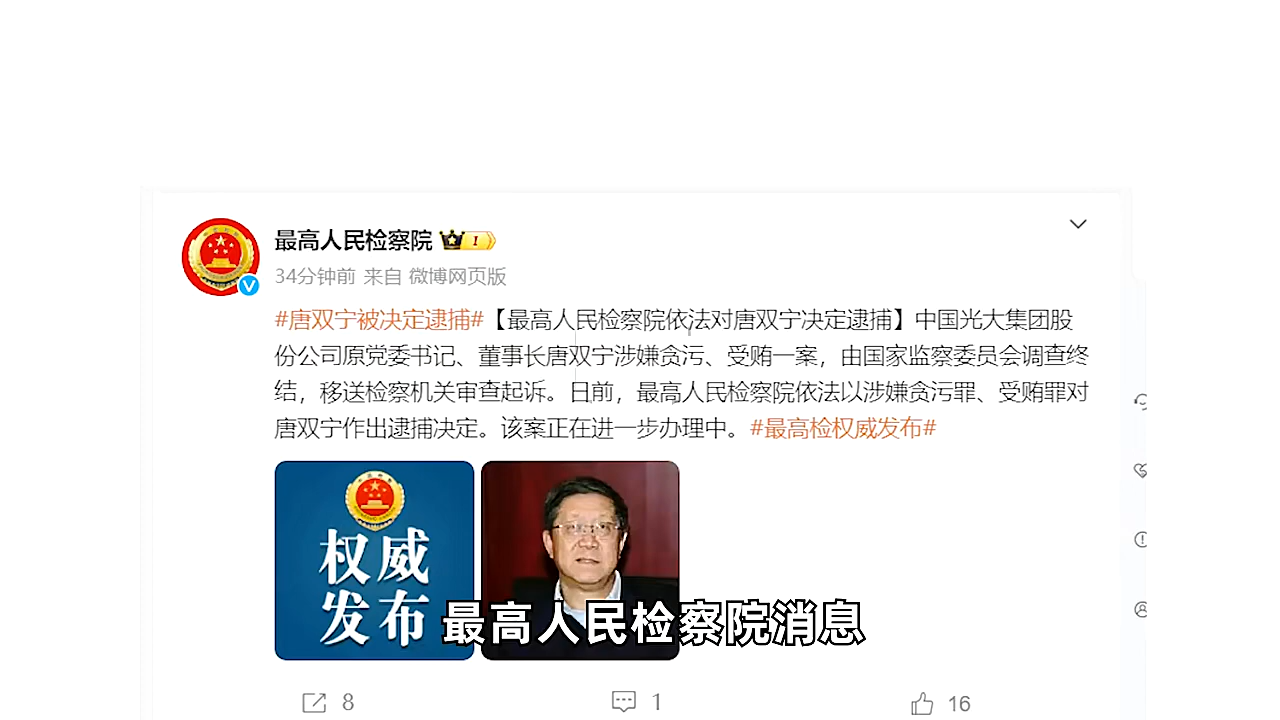 最高人民检察院 1
34分钟前 来自 微博网页版
#唐双宁被决定逮捕#【最高人民检察院依法对唐双宁决定逮捕】中国光大集团股
份公司原党委书记、董事长唐双宁涉嫌贪污、受贿一案，由国家监察委员会调查终
结，移送检察机关审查起诉。日前，最高人民检察院依法以涉嫌贪污罪、受贿罪对
唐双宁作出逮捕决定。该案正在进一步办理中。#最高检权威发布#
权威
发布
最高人民检察院消息
8 1 16